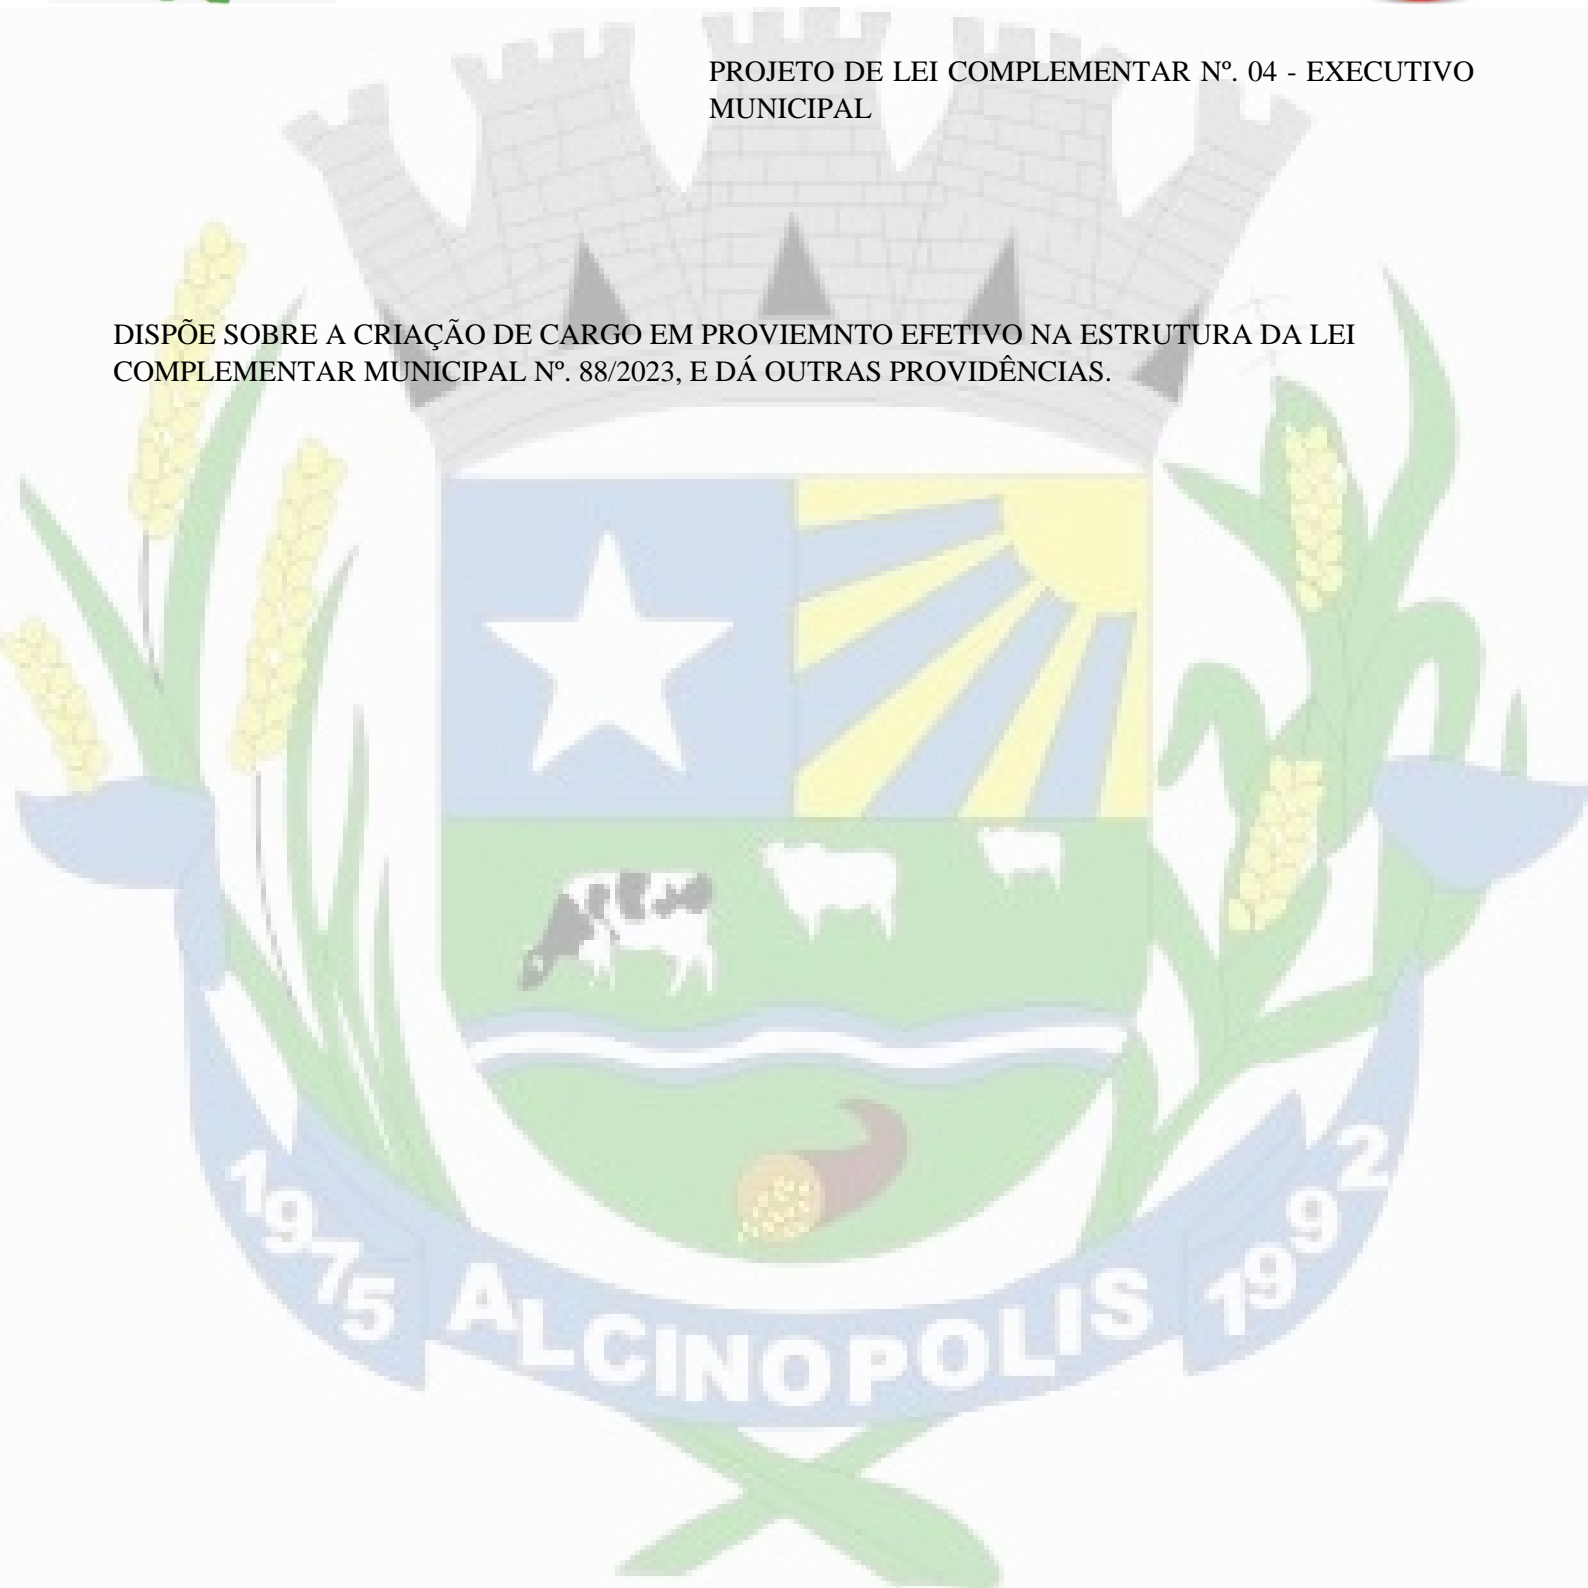 PROJETO DE LEI COMPLEMENTAR Nº. 04 - EXECUTIVO
MUNICIPAL
DISPÕE SOBRE A CRIAÇÃO DE CARGO EM PROVIEMNTO EFETIVO NA ESTRUTURA DA LEI
COMPLEMENTAR MUNICIPAL Nº. 88/2023, E DÁ OUTRAS PROVIDÊNCIAS.
1975 ALCINOPOLIS 1992